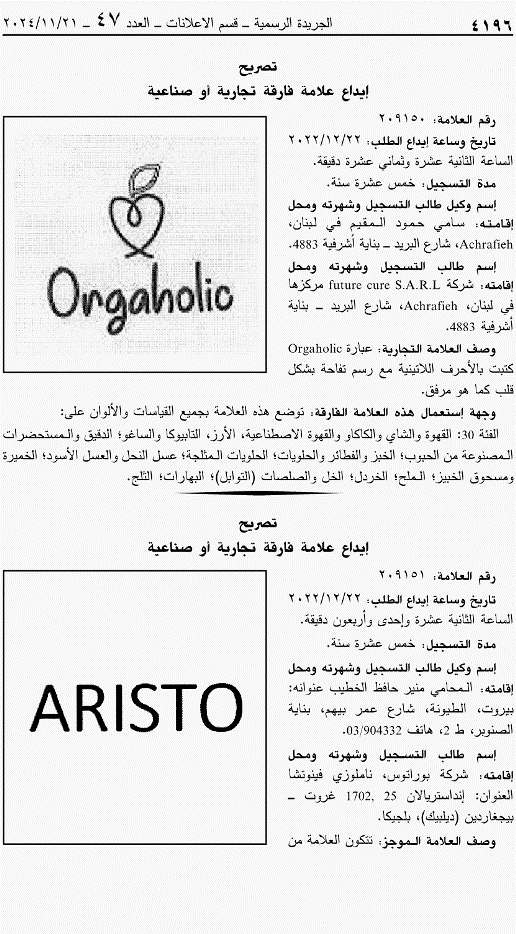 ٤١٩٦
الجريدة الرسمية ــ قسم الاعلانات ــ العدد ٤٧ ــ ٢٠٢٤/١١/٢١
تصريح
إيداع علامة فارقة تجارية أو صناعية
رقم العلامة: ٢٠٩١٥٠
تاريخ وساعة إيداع الطلب: ٢٠٢٢/١٢/٢٢
الساعة الثانية عشرة وثماني عشرة دقيقة.
مدة التسجيل: خمس عشرة سنة.
إسم وكيل طالب التسجيل وشهرته ومحل
إقامته: سامي حمود المقيم في لبنان،
Achrafieh، شارع البريد ــ بناية أشرفية 4883.
إسم طالب التسجيل وشهرته ومحل
إقامته: شركة future cure S.A.R.L مركزها
في لبنان، Achrafieh، شارع البريد ــ بناية
أشرفية 4883.
وصف العلامة التجارية: عبارة Orgaholic
كتبت بالأحرف اللاتينية مع رسم تفاحة بشكل
قلب كما هو مرفق.
Orgaholic
وجهة إستعمال هذه العلامة الفارقة: توضع هذه العلامة بجميع القياسات والألوان على:
الفئة 30: القهوة والشاي والكاكاو والقهوة الاصطناعية، الأرز، التابيوكا والساغو؛ الدقيق والمستحضرات
المصنوعة من الحبوب؛ الخبز والفطائر والحلويات؛ الحلويات المثلجة؛ عسل النحل والعسل الأسود؛ الخميرة
ومسحوق الخبيز؛ الملح؛ الخردل؛ الخل والصلصات (التوابل)؛ البهارات؛ الثلج.
تصريح
إيداع علامة فارقة تجارية أو صناعية
رقم العلامة: ٢٠٩١٥١
تاريخ وساعة إيداع الطلب: ٢٠٢٢/١٢/٢٢
الساعة الثانية عشرة وإحدى وأربعون دقيقة.
مدة التسجيل: خمس عشرة سنة.
إسم وكيل طالب التسجيل وشهرته ومحل
إقامته: المحامي منير حافظ الخطيب عنوانه:
بيروت، الطيونة، شارع عمر بيهم، بناية
الصنوبر، ط 2، هاتف 03/904332.
إسم طالب التسجيل وشهرته ومحل
إقامته: شركة بوراتوس، ناملوزي فينوتشا
العنوان: إنداستريالان 25 ,1702 غروت ــ
بيجغاردين (ديلبيك)، بلجيكا.
وصف العلامة الموجز: تتكون العلامة من
ARISTO